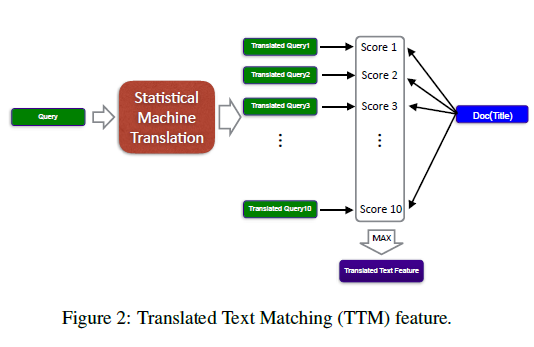 Query
Statistical
Machine
Translation
Translated Query1
Translated Query2
Translated Query3
⋮
Translated Query10
Score 1
Score 2
Score 3
⋮
Score 10
Doc(Title)
MAX
Translated Text Feature
Figure 2: Translated Text Matching (TTM) feature.